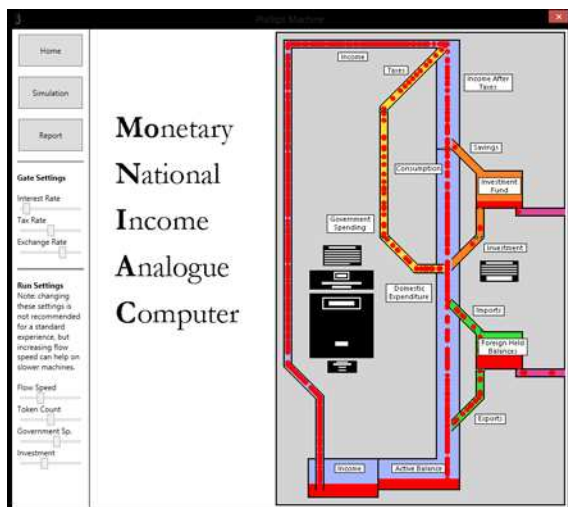 Phillips Machine
Home
Simulation
Report
Gate Settings
Interest Rate
Tax Rate
Exchange Rate
Run Settings
Note: changing
these settings is not
recommended
for a standard
experience, but
increasing flow
speed can help on
slower machines.
Flow Speed
Token Count
Government Sp.
Investment
Monetary
National
Income
Analogue
Computer
Income
Taxes
Income After
Taxes
Savings
Consumption
Investment
Fund
Government
Spending
Investment
Domestic
Expenditure
Imports
Foreign Held
Balances
Exports
Income
Active Balance